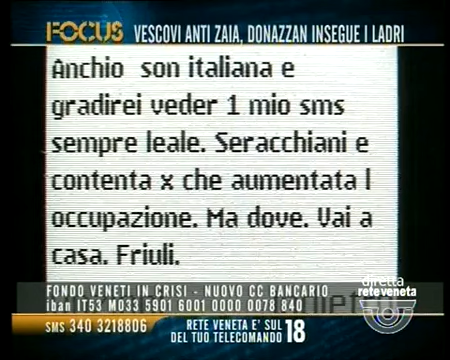 FOCUS VESCOVI ANTI ZAIA, DONAZZAN INSEGUE I LADRI
Anchio son italiana e
gradirei veder 1 mio sms
sempre leale. Seracchiani e
contenta x che aumentata l
occupazione. Ma dove. Vai a
casa. Friuli.
FONDO VENETI IN CRISI - NUOVO CC BANCARIO
iban IT53 M033 5901 6001 0000 0078 840
diretta
reteveneta
SMS 340 3218806
RETE VENETA E' SUL
DEL TUO TELECOMANDO 18